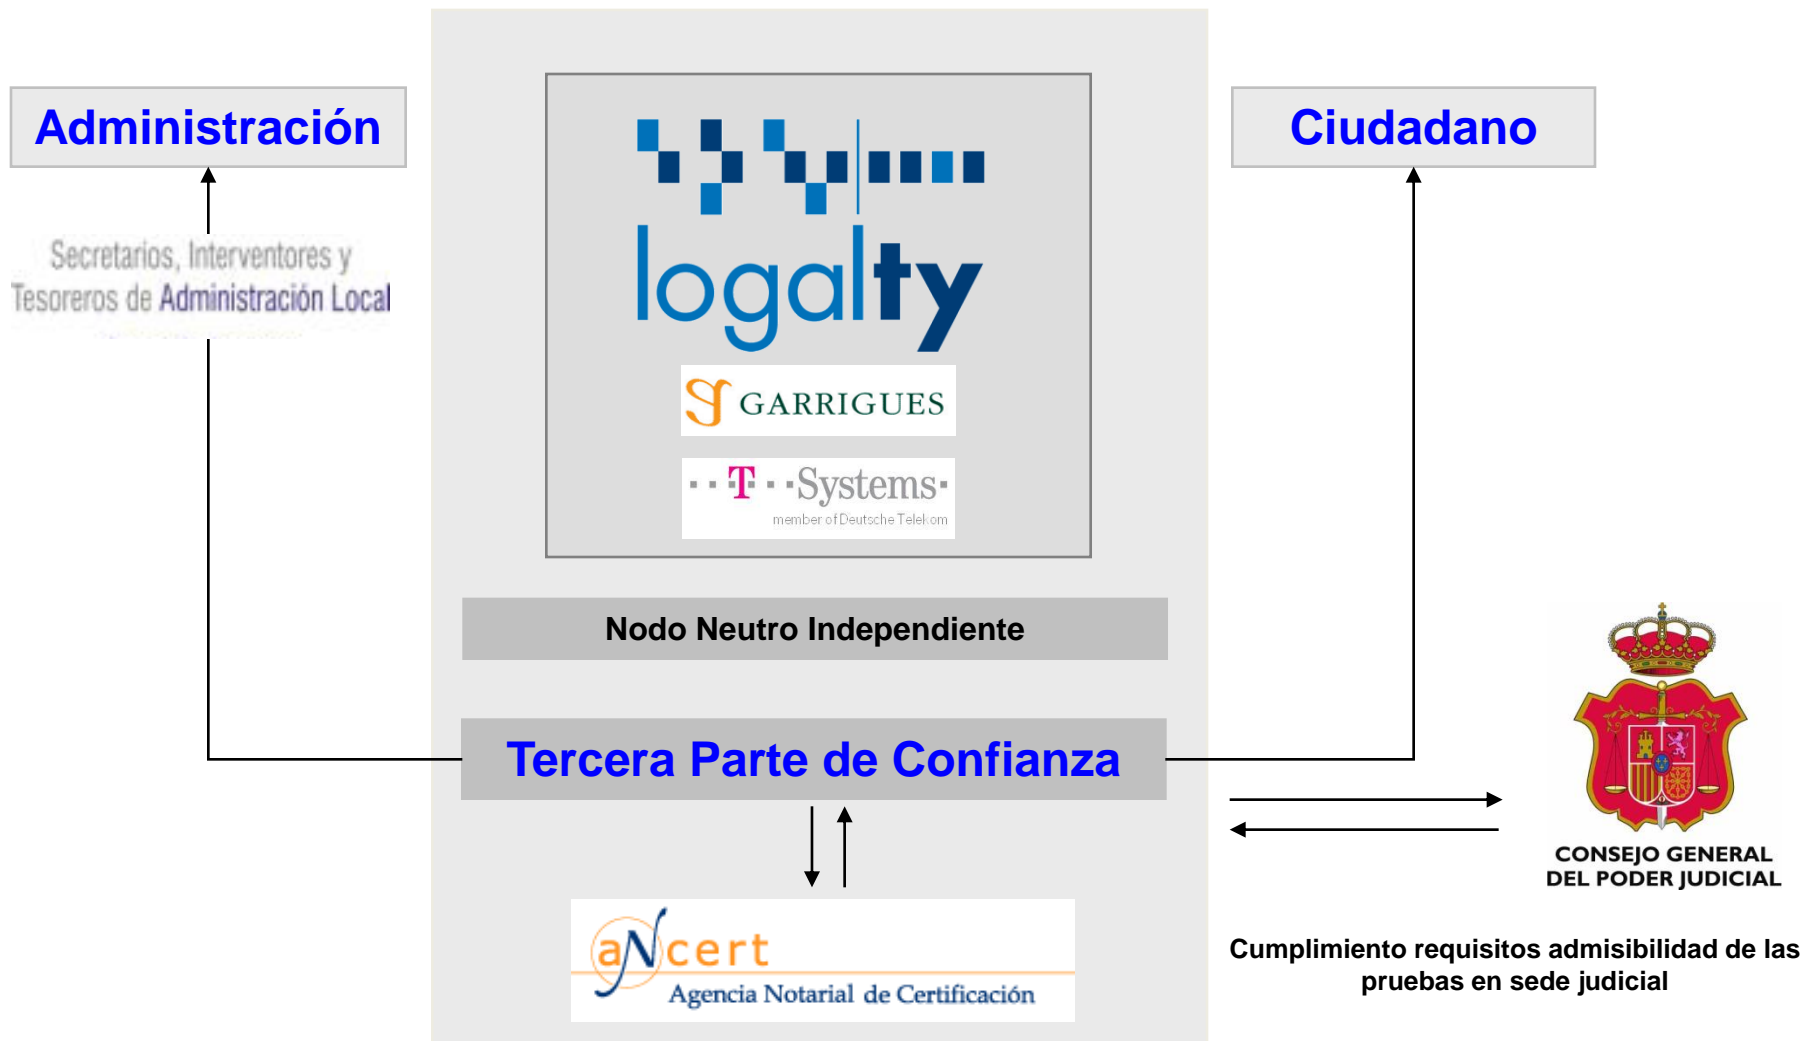 Administración
Secretarios, Interventores y
Tesoreros de Administración Local
logalty
GARRIGUES
T Systems
member of Deutsche Telekom
Ciudadano
Nodo Neutro Independiente
Tercera Parte de Confianza
aNcert
Agencia Notarial de Certificación
CONSEJO GENERAL
DEL PODER JUDICIAL
Cumplimiento requisitos admisibilidad de las
pruebas en sede judicial